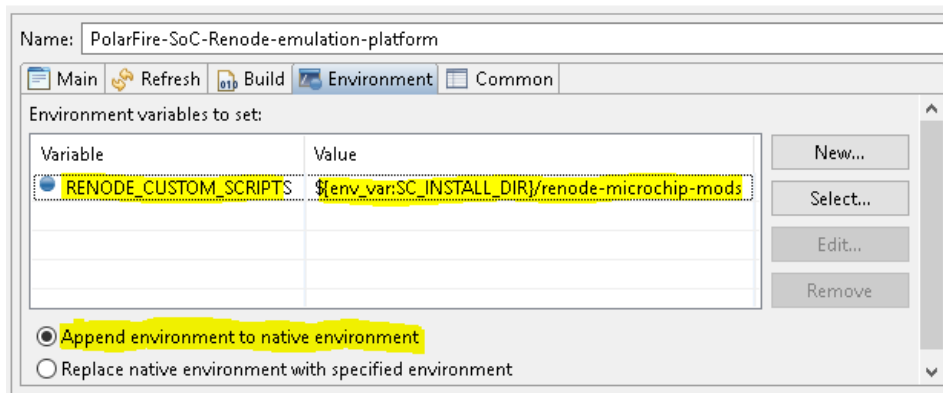 Name: PolarFire-SoC-Renode-emulation-platform
Main Refresh Build Environment Common
Environment variables to set:
Variable Value New...
RENODE_CUSTOM_SCRIPTS ${env_var:SC_INSTALL_DIR}/renode-microchip-mods
Select...
Edit...
Remove
Append environment to native environment
Replace native environment with specified environment